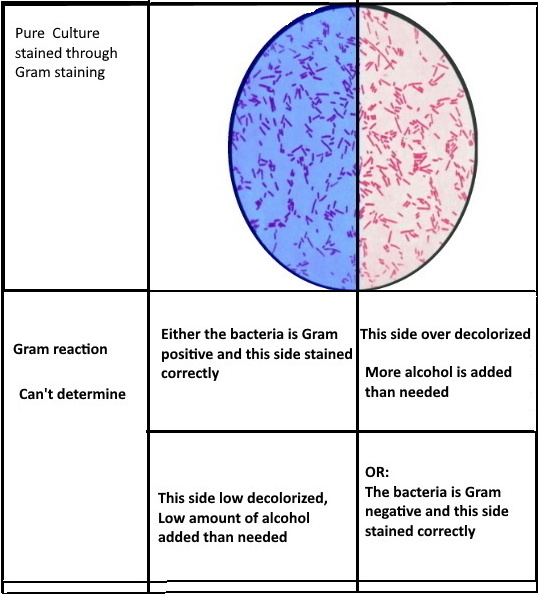 Pure Culture
stained through
Gram staining
Gram reaction
Can't determine
Either the bacteria is Gram
positive and this side stained
correctly
This side over decolorized
More alcohol is added
than needed
This side low decolorized,
Low amount of alcohol
added than needed
OR:
The bacteria is Gram
negative and this side
stained correctly